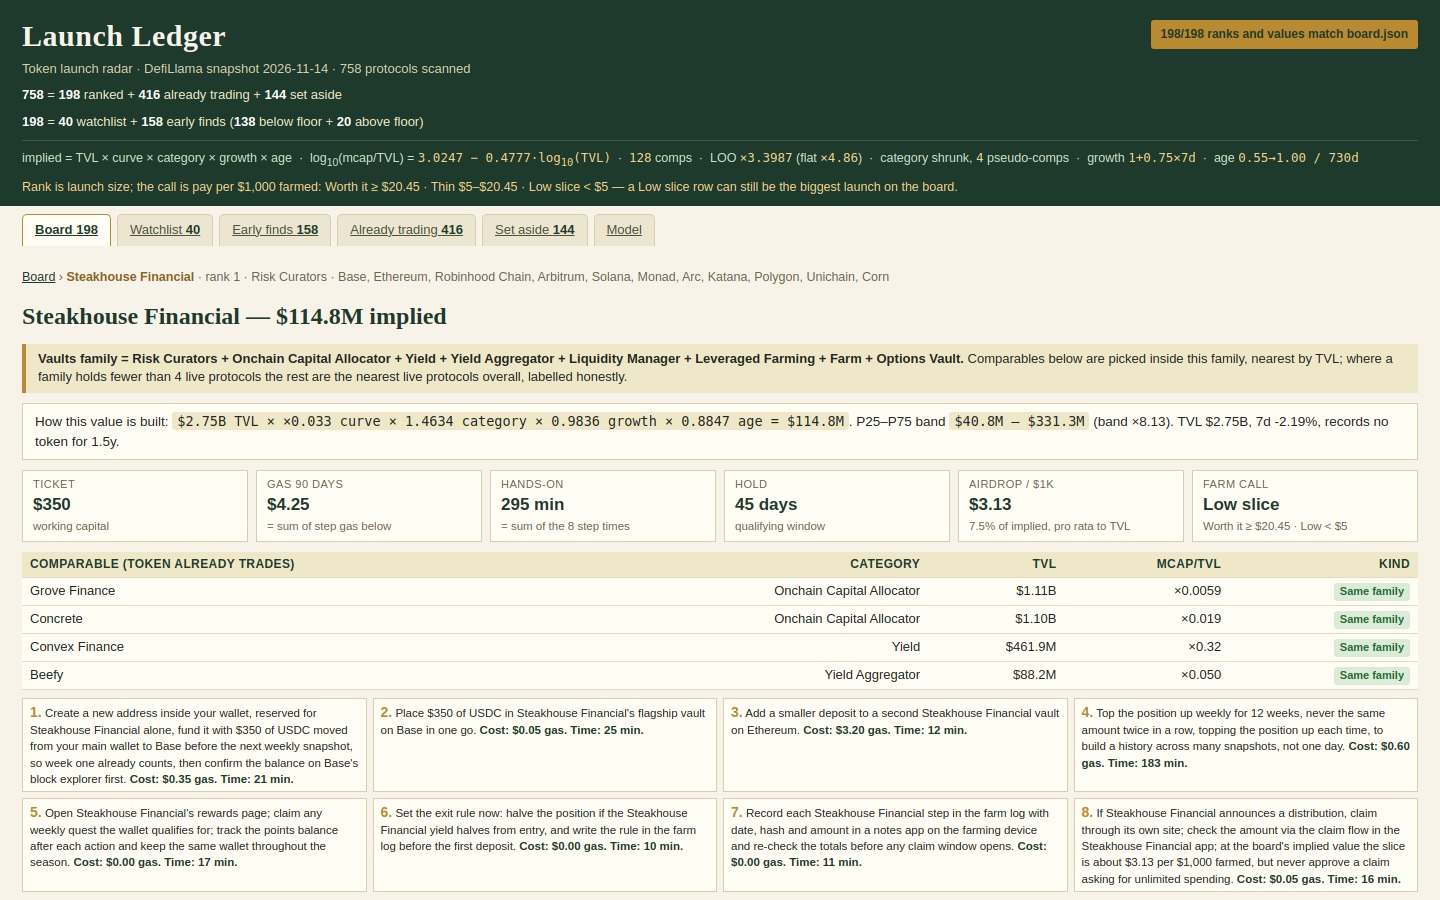 Launch Ledger
198/198 ranks and values match board.json
Token launch radar · DefiLlama snapshot 2026-11-14 · 758 protocols scanned
758 = 198 ranked + 416 already trading + 144 set aside
198 = 40 watchlist + 158 early finds (138 below floor + 20 above floor)
implied = TVL × curve × category × growth × age · log10(mcap/TVL) = 3.0247 − 0.4777·log10(TVL) · 128 comps · LOO ×3.3987 (flat ×4.86) · category shrunk, 4 pseudo-comps · growth 1+0.75×7d · age 0.55→1.00 / 730d
Rank is launch size; the call is pay per $1,000 farmed: Worth it ≥ $20.45 · Thin $5–$20.45 · Low slice < $5 — a Low slice row can still be the biggest launch on the board.
Board 198
Watchlist 40
Early finds 158
Already trading 416
Set aside 144
Model
Board › Steakhouse Financial · rank 1 · Risk Curators · Base, Ethereum, Robinhood Chain, Arbitrum, Solana, Monad, Arc, Katana, Polygon, Unichain, Corn
Steakhouse Financial — $114.8M implied
Vaults family = Risk Curators + Onchain Capital Allocator + Yield + Yield Aggregator + Liquidity Manager + Leveraged Farming + Farm + Options Vault. Comparables below are picked inside this family, nearest by TVL; where a
family holds fewer than 4 live protocols the rest are the nearest live protocols overall, labelled honestly.
How this value is built: $2.75B TVL × ×0.033 curve × 1.4634 category × 0.9836 growth × 0.8847 age = $114.8M. P25–P75 band $40.8M – $331.3M (band ×8.13). TVL $2.75B, 7d -2.19%, records no
token for 1.5y.
TICKET
$350
working capital
GAS 90 DAYS
$4.25
= sum of step gas below
HANDS-ON
295 min
= sum of the 8 step times
HOLD
45 days
qualifying window
AIRDROP / $1K
$3.13
7.5% of implied, pro rata to TVL
FARM CALL
Low slice
Worth it ≥ $20.45 · Low < $5
COMPARABLE (TOKEN ALREADY TRADES) CATEGORY TVL MCAP/TVL KIND
Grove Finance Onchain Capital Allocator $1.11B ×0.0059 Same family
Concrete Onchain Capital Allocator $1.10B ×0.019 Same family
Convex Finance Yield $461.9M ×0.32 Same family
Beefy Yield Aggregator $88.2M ×0.050 Same family
1. Create a new address inside your wallet, reserved for
Steakhouse Financial alone, fund it with $350 of USDC moved
from your main wallet to Base before the next weekly snapshot,
so week one already counts, then confirm the balance on Base's
block explorer first. Cost: $0.35 gas. Time: 21 min.
2. Place $350 of USDC in Steakhouse Financial's flagship vault
on Base in one go. Cost: $0.05 gas. Time: 25 min.
3. Add a smaller deposit to a second Steakhouse Financial vault
on Ethereum. Cost: $3.20 gas. Time: 12 min.
4. Top the position up weekly for 12 weeks, never the same
amount twice in a row, topping the position up each time, to
build a history across many snapshots, not one day. Cost: $0.60
gas. Time: 183 min.
5. Open Steakhouse Financial's rewards page; claim any
weekly quest the wallet qualifies for; track the points balance
after each action and keep the same wallet throughout the
season. Cost: $0.00 gas. Time: 17 min.
6. Set the exit rule now: halve the position if the Steakhouse
Financial yield halves from entry, and write the rule in the farm
log before the first deposit. Cost: $0.00 gas. Time: 10 min.
7. Record each Steakhouse Financial step in the farm log with
date, hash and amount in a notes app on the farming device
and re-check the totals before any claim window opens. Cost:
$0.00 gas. Time: 11 min.
8. If Steakhouse Financial announces a distribution, claim
through its own site; check the amount via the claim flow in the
Steakhouse Financial app; at the board's implied value the slice
is about $3.13 per $1,000 farmed, but never approve a claim
asking for unlimited spending. Cost: $0.05 gas. Time: 16 min.